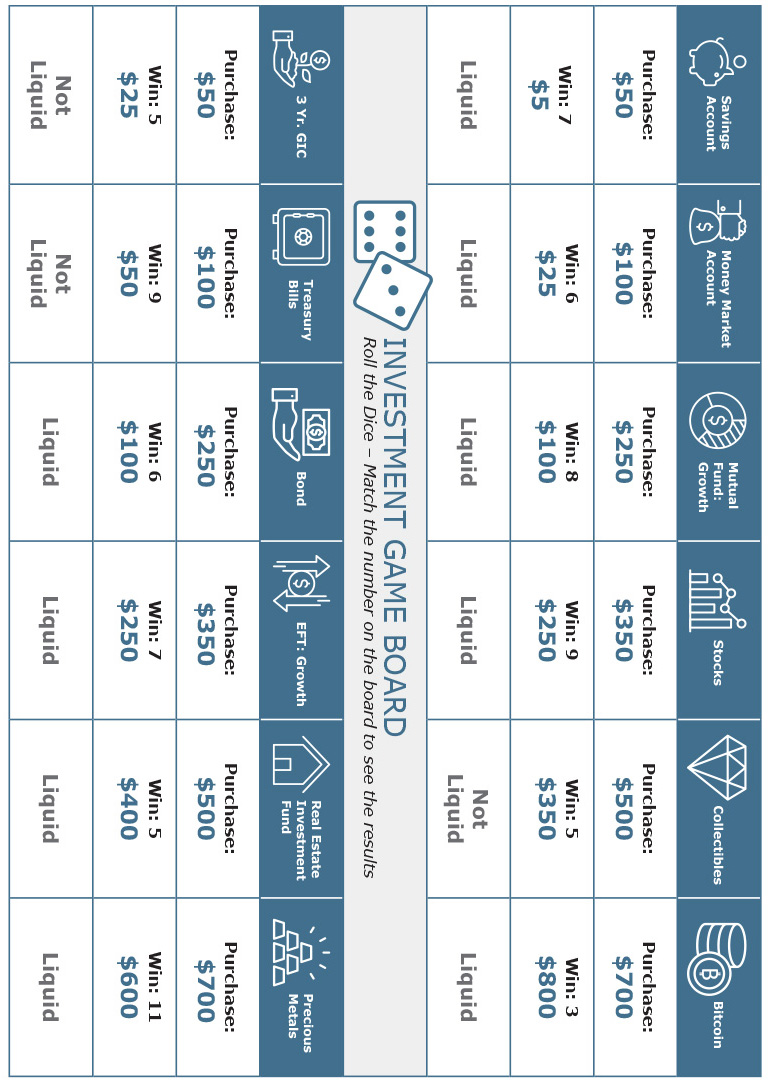 Savings
Account
Money Market
Account
Mutual
Fund:
Growth
Stocks
Collectibles
Bitcoin
Purchase:
$50
Purchase:
$100
Purchase:
$250
Purchase:
$350
Purchase:
$500
Purchase:
$700
Win: 7
$5
Win: 6
$25
Win: 8
$100
Win: 9
$250
Win: 5
$350
Win: 3
$800
Liquid
Liquid
Liquid
Liquid
Not
Liquid
Liquid
INVESTMENT GAME BOARD
Roll the Dice – Match the number on the board to see the results
3 Yr. GIC
Treasury
Bills
Bond
EFT: Growth
Real Estate
Investment
Fund
Precious
Metals
Purchase:
$50
Purchase:
$100
Purchase:
$250
Purchase:
$350
Purchase:
$500
Purchase:
$700
Win: 5
$25
Win: 9
$50
Win: 6
$100
Win: 7
$250
Win: 5
$400
Win: 11
$600
Not
Liquid
Not
Liquid
Liquid
Liquid
Liquid
Liquid